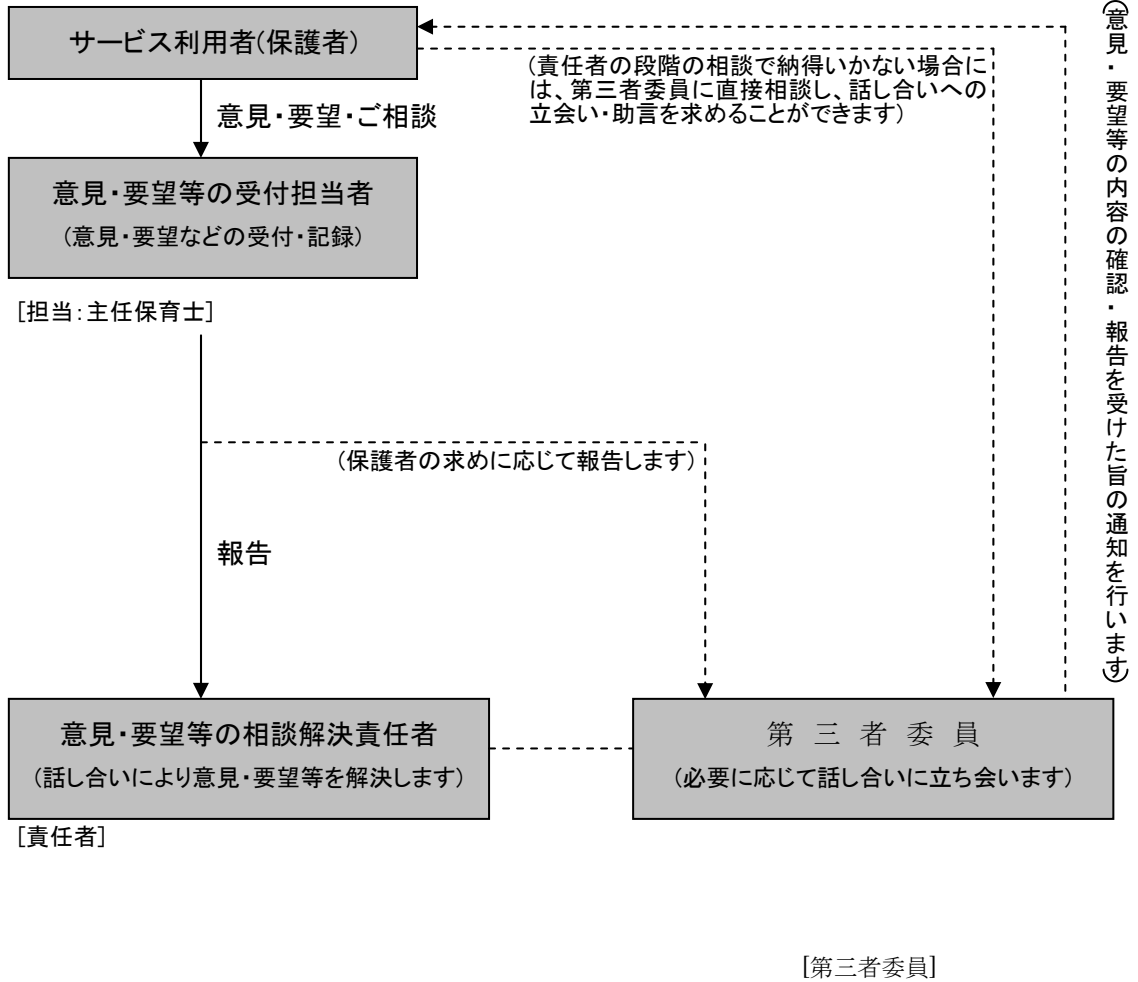 サービス利用者(保護者)
(責任者の段階の相談で納得いかない場合に
は、第三者委員に直接相談し、話し合いへの
立会い・助言を求めることができます)
(意見・要望等の内容の確認・報告を受けた旨の通知を行います)
意見・要望・ご相談
意見・要望等の受付担当者
(意見・要望などの受付・記録)
[担当:主任保育士]
(保護者の求めに応じて報告します)
報告
意見・要望等の相談解決責任者
(話し合いにより意見・要望等を解決します)
第三者委員
(必要に応じて話し合いに立ち会います)
[責任者]
[第三者委員]